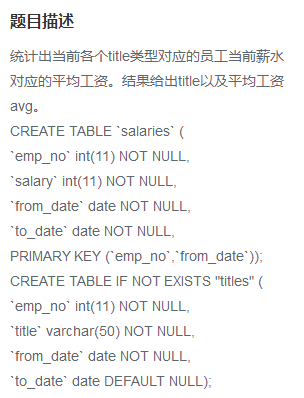 题目描述
统计出当前各个title类型对应的员工当前薪水
对应的平均工资。结果给出title以及平均工资
avg。
CREATE TABLE `salaries` (
`emp_no` int(11) NOT NULL,
`salary` int(11) NOT NULL,
`from_date` date NOT NULL,
`to_date` date NOT NULL,
PRIMARY KEY (`emp_no`,`from_date`));
CREATE TABLE IF NOT EXISTS "titles" (
`emp_no` int(11) NOT NULL,
`title` varchar(50) NOT NULL,
`from_date` date NOT NULL,
`to_date` date DEFAULT NULL);